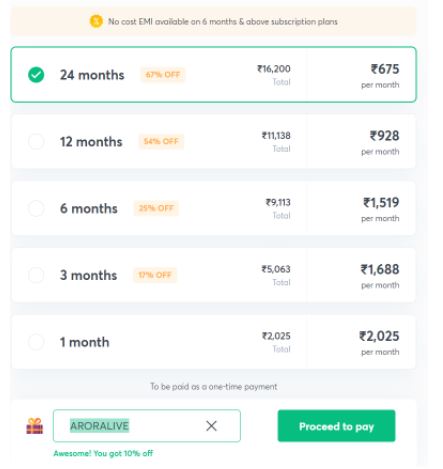 No cost EMI available on 6 months & above subscription plans
24 months 67% OFF ₹16,200 Total ₹675 per month
12 months 54% OFF ₹11,138 Total ₹928 per month
6 months 25% OFF ₹9,113 Total ₹1,519 per month
3 months 17% OFF ₹5,063 Total ₹1,688 per month
1 month ₹2,025 Total ₹2,025 per month
To be paid as a one-time payment
ARORALIVE Proceed to pay
Awesome! You got 10% off